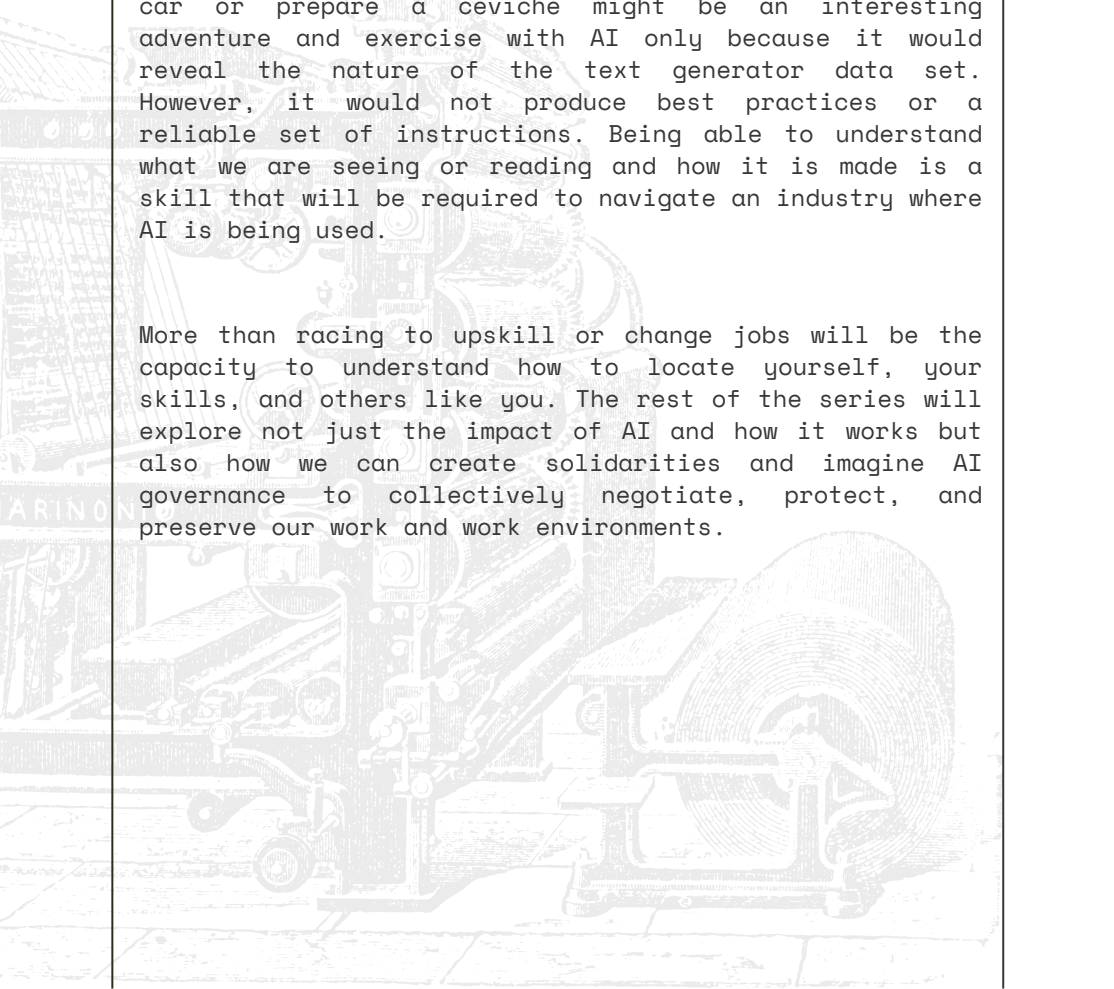 car or prepare a ceviche might be an interesting
adventure and exercise with AI only because it would
reveal the nature of the text generator data set.
However, it would not produce best practices or a
reliable set of instructions. Being able to understand
what we are seeing or reading and how it is made is a
skill that will be required to navigate an industry where
AI is being used.
More than racing to upskill or change jobs will be the
capacity to understand how to locate yourself, your
skills, and others like you. The rest of the series will
explore not just the impact of AI and how it works but
also how we can create solidarities and imagine AI
governance to collectively negotiate, protect, and
preserve our work and work environments.
ARINONI